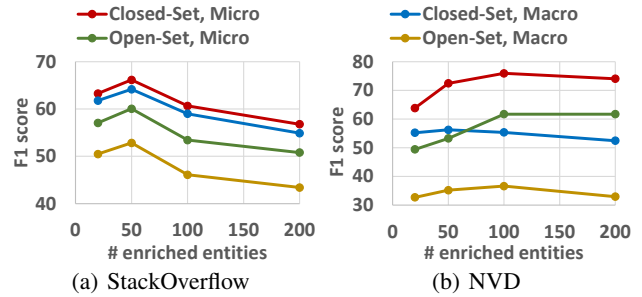 Closed-Set, Micro
Closed-Set, Macro
Open-Set, Micro
Open-Set, Macro
F1 score
70
60
50
40
0
50
100
150
200
# enriched entities
(a) StackOverflow
F1 score
80
70
60
50
40
30
0
50
100
150
200
# enriched entities
(b) NVD